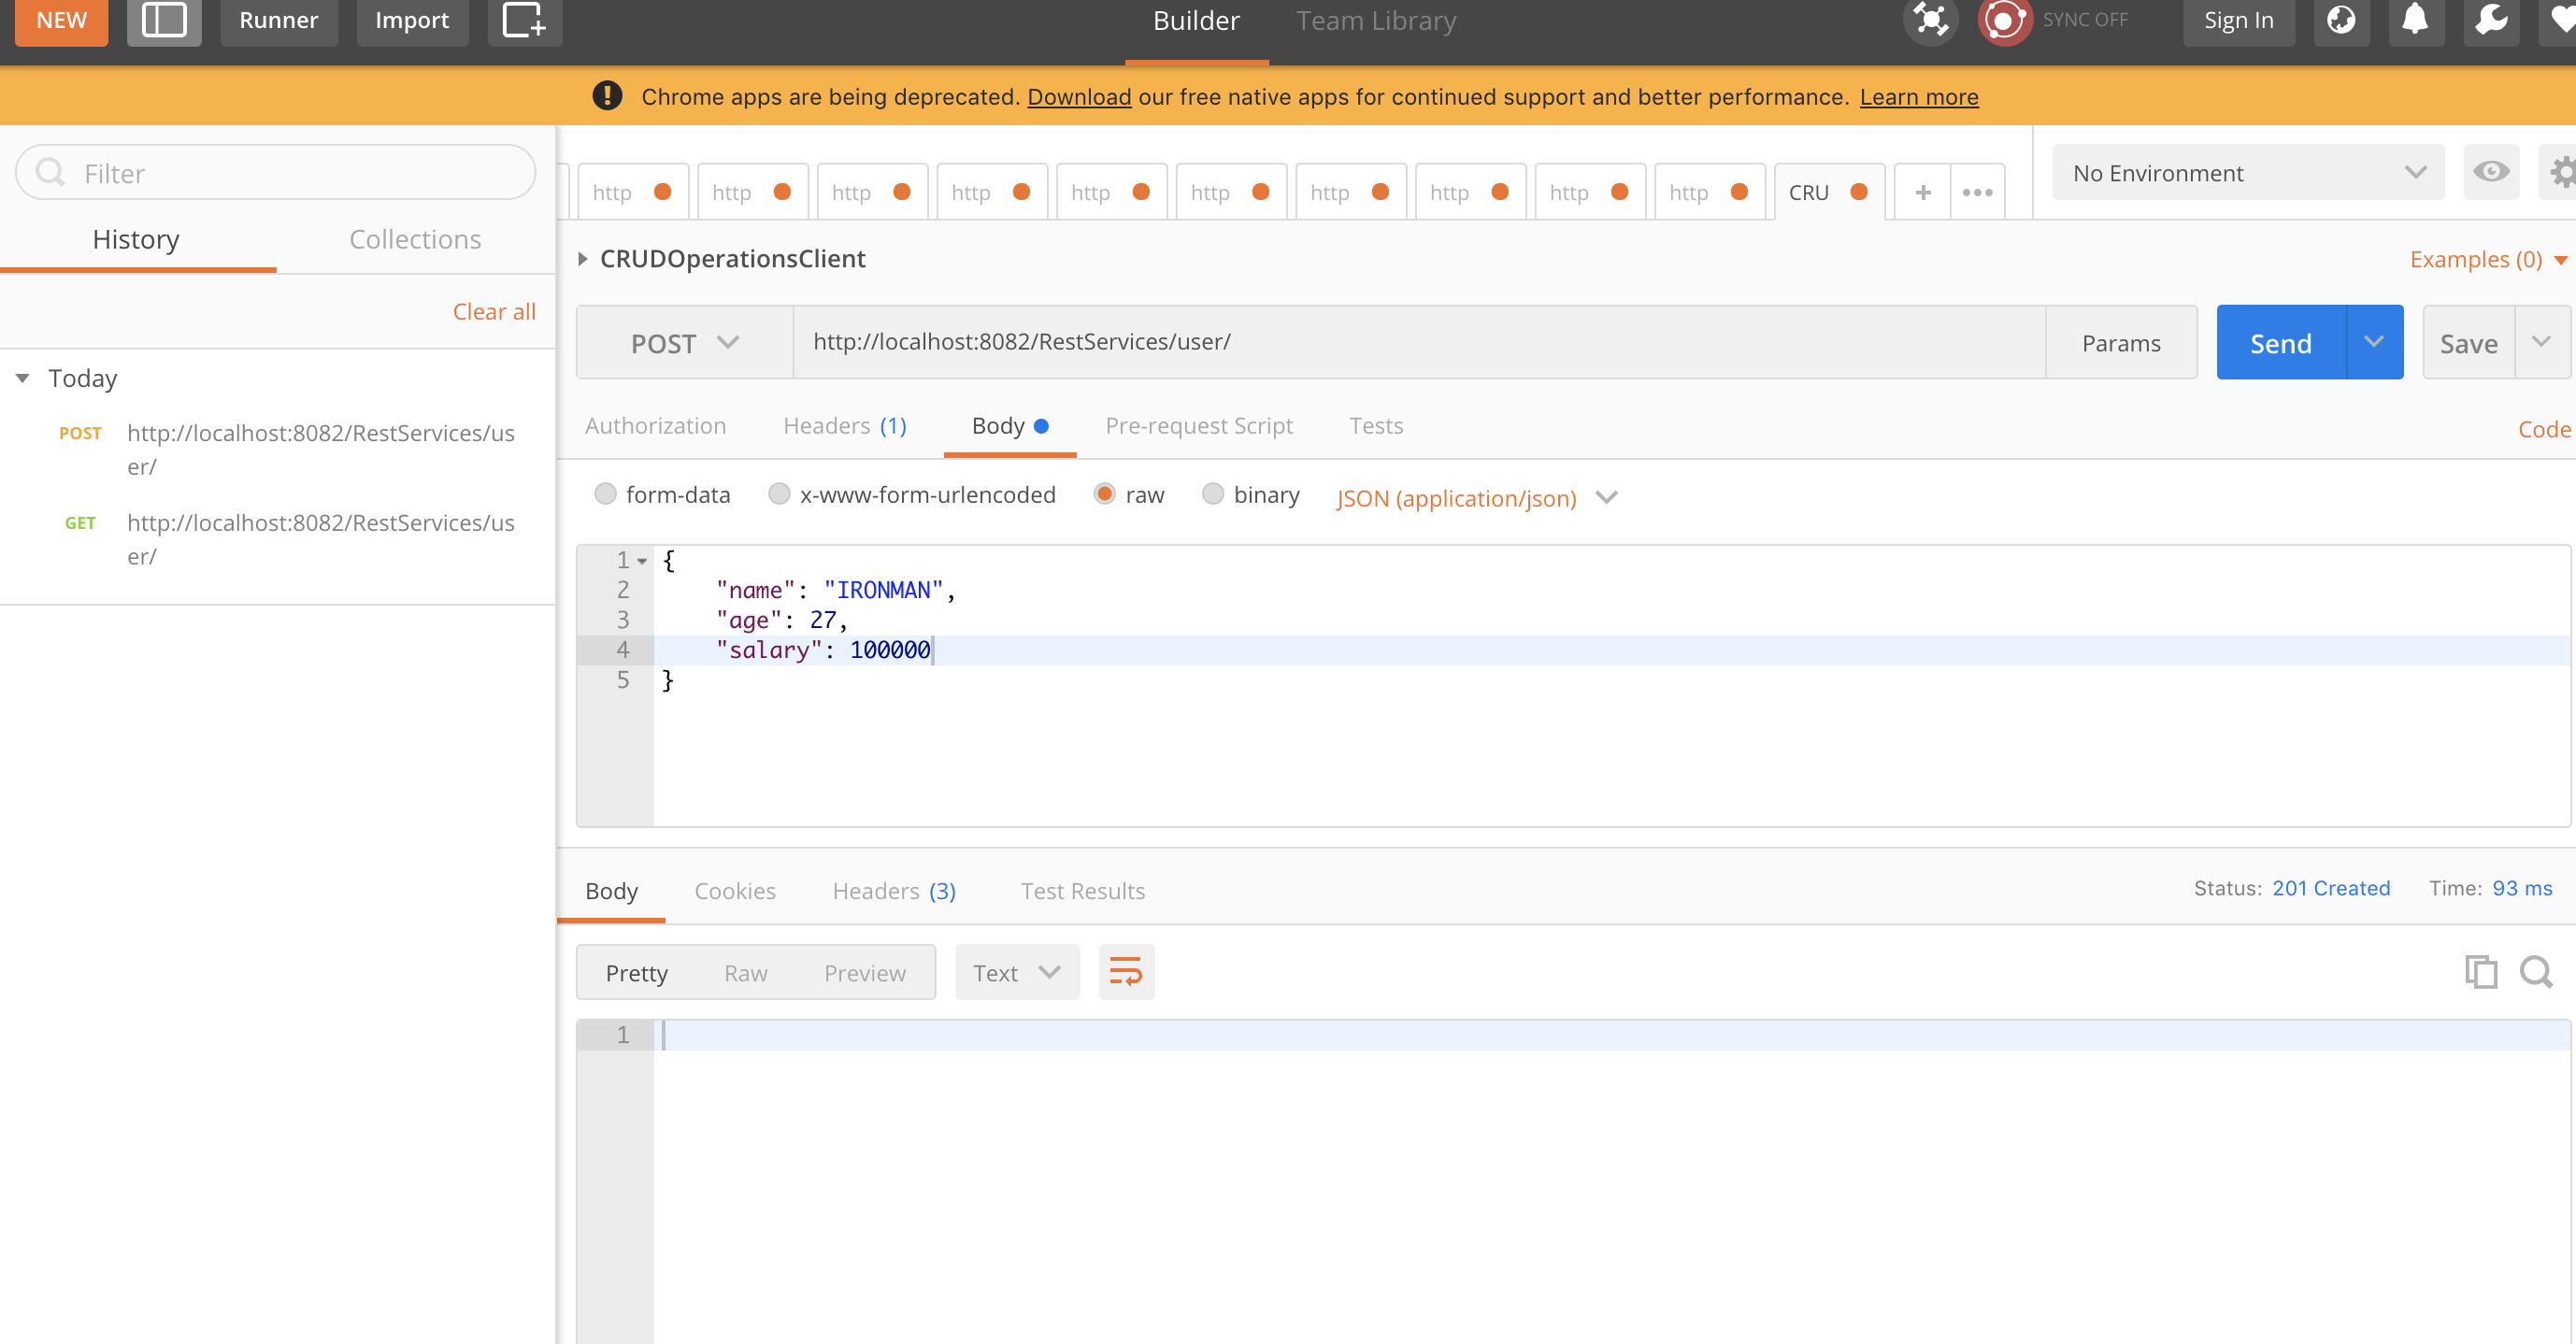 NEW
Runner
Import
Builder
Team Library
SYNC OFF
Sign In
! Chrome apps are being deprecated. Download our free native apps for continued support and better performance. Learn more
Filter
History
Collections
Clear all
Today
POST http://localhost:8082/RestServices/us
er/
GET http://localhost:8082/RestServices/us
er/
http
http
http
http
http
http
http
http
http
http
CRU
+
•••
No Environment
CRUDOperationsClient
Examples (0)
POST
http://localhost:8082/RestServices/user/
Params
Send
Save
Authorization
Headers (1)
Body
Pre-request Script
Tests
Code
form-data
x-www-form-urlencoded
raw
binary
JSON (application/json)
1 {
2 "name": "IRONMAN",
3 "age": 27,
4 "salary": 100000
5 }
Body
Cookies
Headers (3)
Test Results
Status: 201 Created
Time: 93 ms
Pretty
Raw
Preview
Text
1